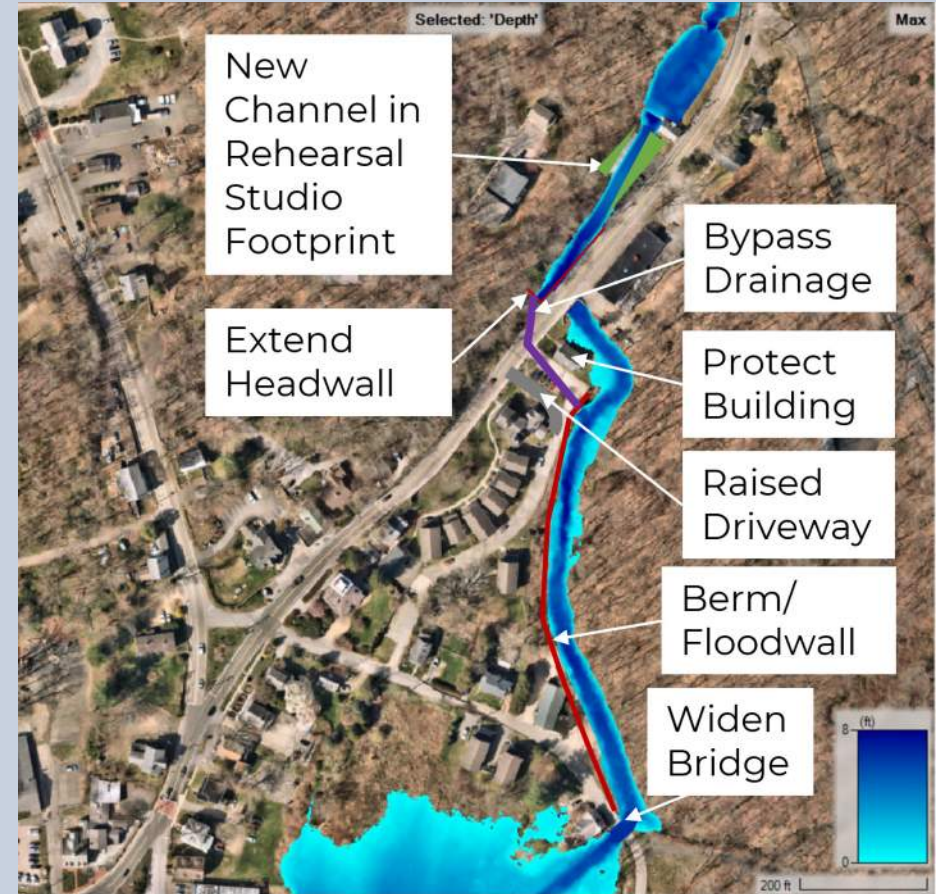 Selected: 'Depth'
Max
New
Channel in
Rehearsal
Studio
Footprint
Bypass
Drainage
Extend
Headwall
Protect
Building
Raised
Driveway
Berm/
Floodwall
Widen
Bridge
(ft)
8
0
200 ft